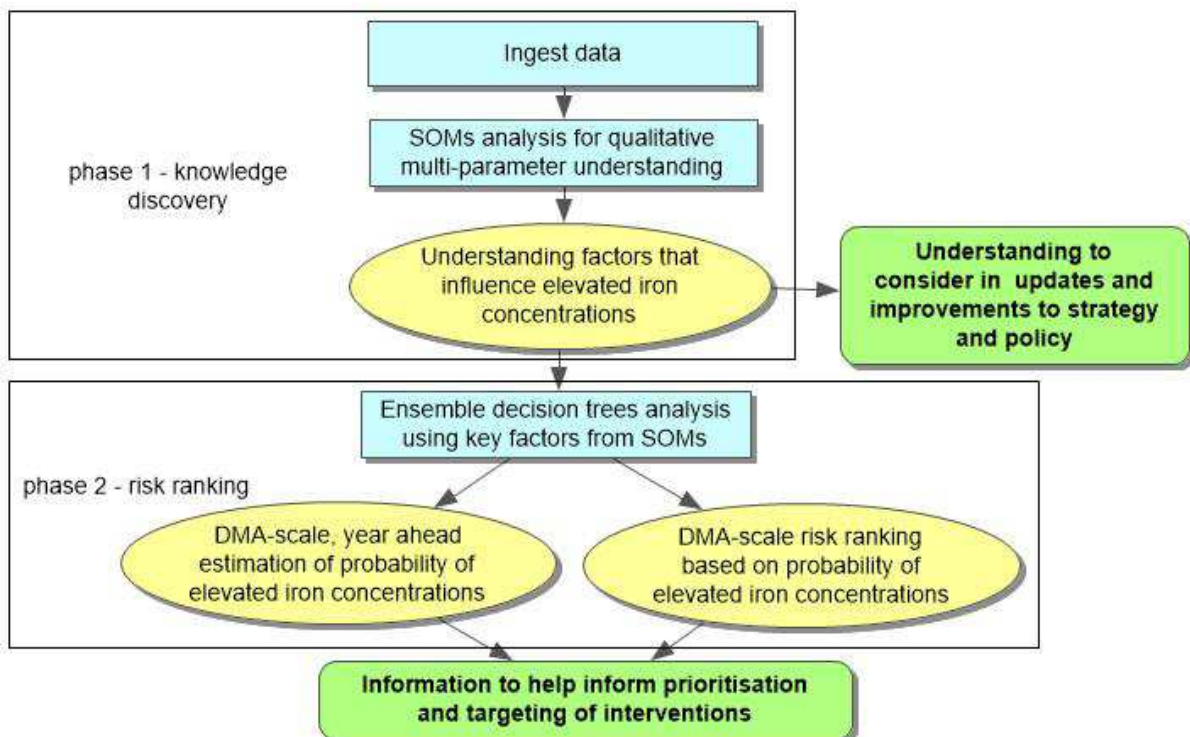 Ingest data
SOMs analysis for qualitative
multi-parameter understanding
phase 1 - knowledge
discovery
Understanding factors that
influence elevated iron
concentrations
Understanding to
consider in updates and
improvements to strategy
and policy
Ensemble decision trees analysis
using key factors from SOMs
phase 2 - risk ranking
DMA-scale, year ahead
estimation of probability of
elevated iron concentrations
DMA-scale risk ranking
based on probability of
elevated iron concentrations
Information to help inform prioritisation
and targeting of interventions